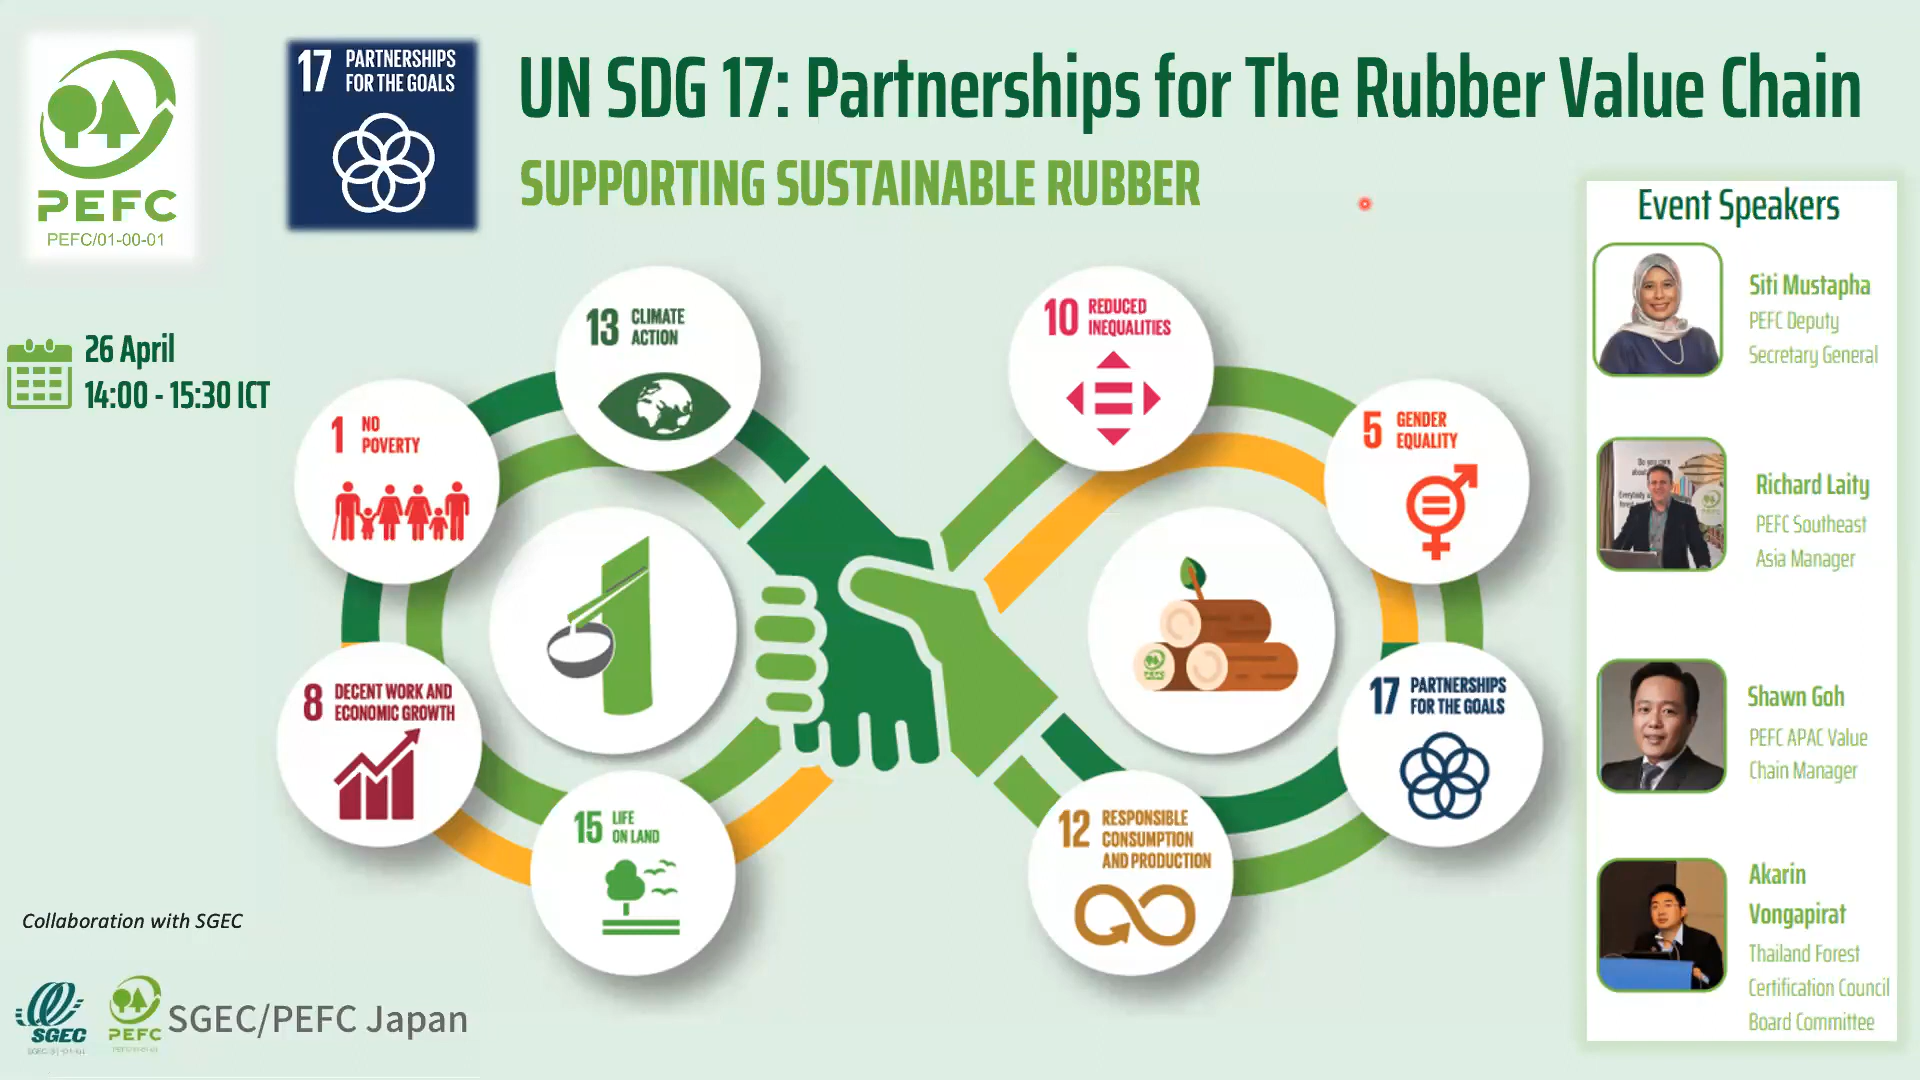 PEFC
PEFC/01-00-01
17 PARTNERSHIPS
FOR THE GOALS
UN SDG 17: Partnerships for The Rubber Value Chain
SUPPORTING SUSTAINABLE RUBBER
26 April
14:00 - 15:30 ICT
13 CLIMATE
ACTION
1 NO
POVERTY
8 DECENT WORK AND
ECONOMIC GROWTH
15 LIFE
ON LAND
10 REDUCED
INEQUALITIES
5 GENDER
EQUALITY
PEFC
17 PARTNERSHIPS
FOR THE GOALS
12 RESPONSIBLE
CONSUMPTION
AND PRODUCTION
Event Speakers
Siti Mustapha
PEFC Deputy
Secretary General
Do you care
Richard Laity
PEFC Southeast
Asia Manager
Shawn Goh
PEFC APAC Value
Chain Manager
Akarin
Vongapirat
Thailand Forest
Certification Council
Board Committee
Collaboration with SGEC
SGEC
PEFC
SGEC/PEFC Japan